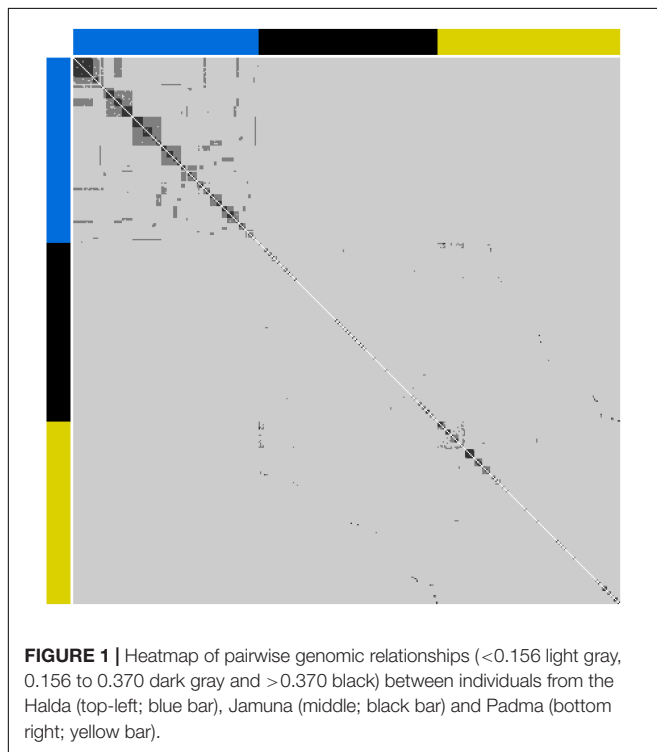 FIGURE 1 | Heatmap of pairwise genomic relationships (<0.156 light gray,
0.156 to 0.370 dark gray and >0.370 black) between individuals from the
Halda (top-left; blue bar), Jamuna (middle; black bar) and Padma (bottom
right; yellow bar).